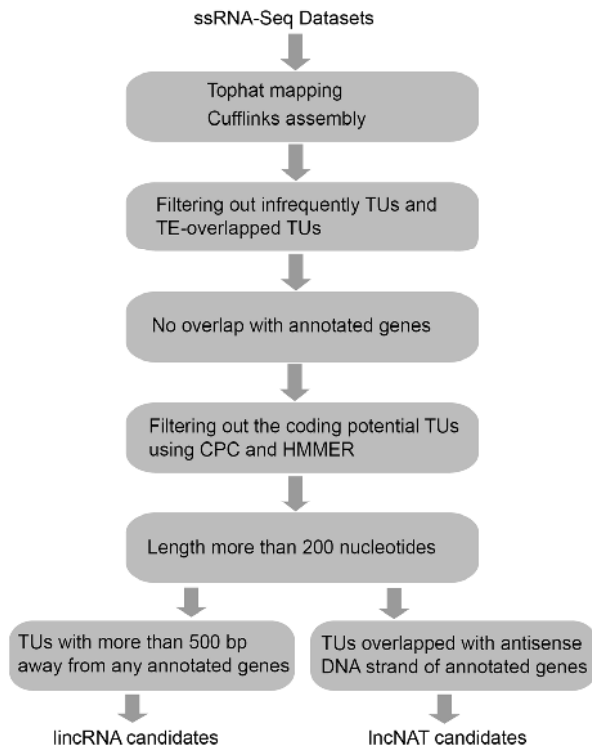 ssRNA-Seq Datasets
Tophat mapping
Cufflinks assembly
Filtering out infrequently TUs and
TE-overlapped TUs
No overlap with annotated genes
Filtering out the coding potential TUs
using CPC and HMMER
Length more than 200 nucleotides
TUs with more than 500 bp
away from any annotated genes
TUs overlapped with antisense
DNA strand of annotated genes
lincRNA candidates
lncNAT candidates